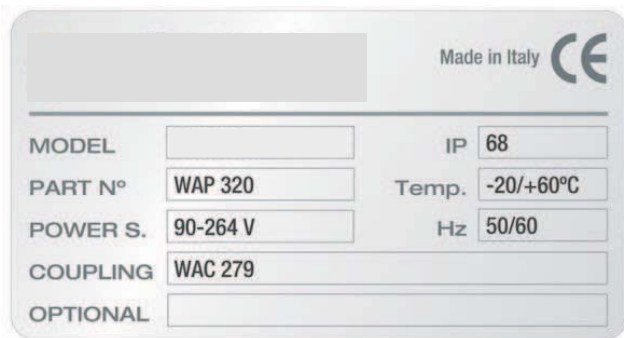 Made in Italy CE
MODEL IP 68
PART Nº WAP 320 Temp. -20/+60ºC
POWER S. 90-264 V Hz 50/60
COUPLING WAC 279
OPTIONAL